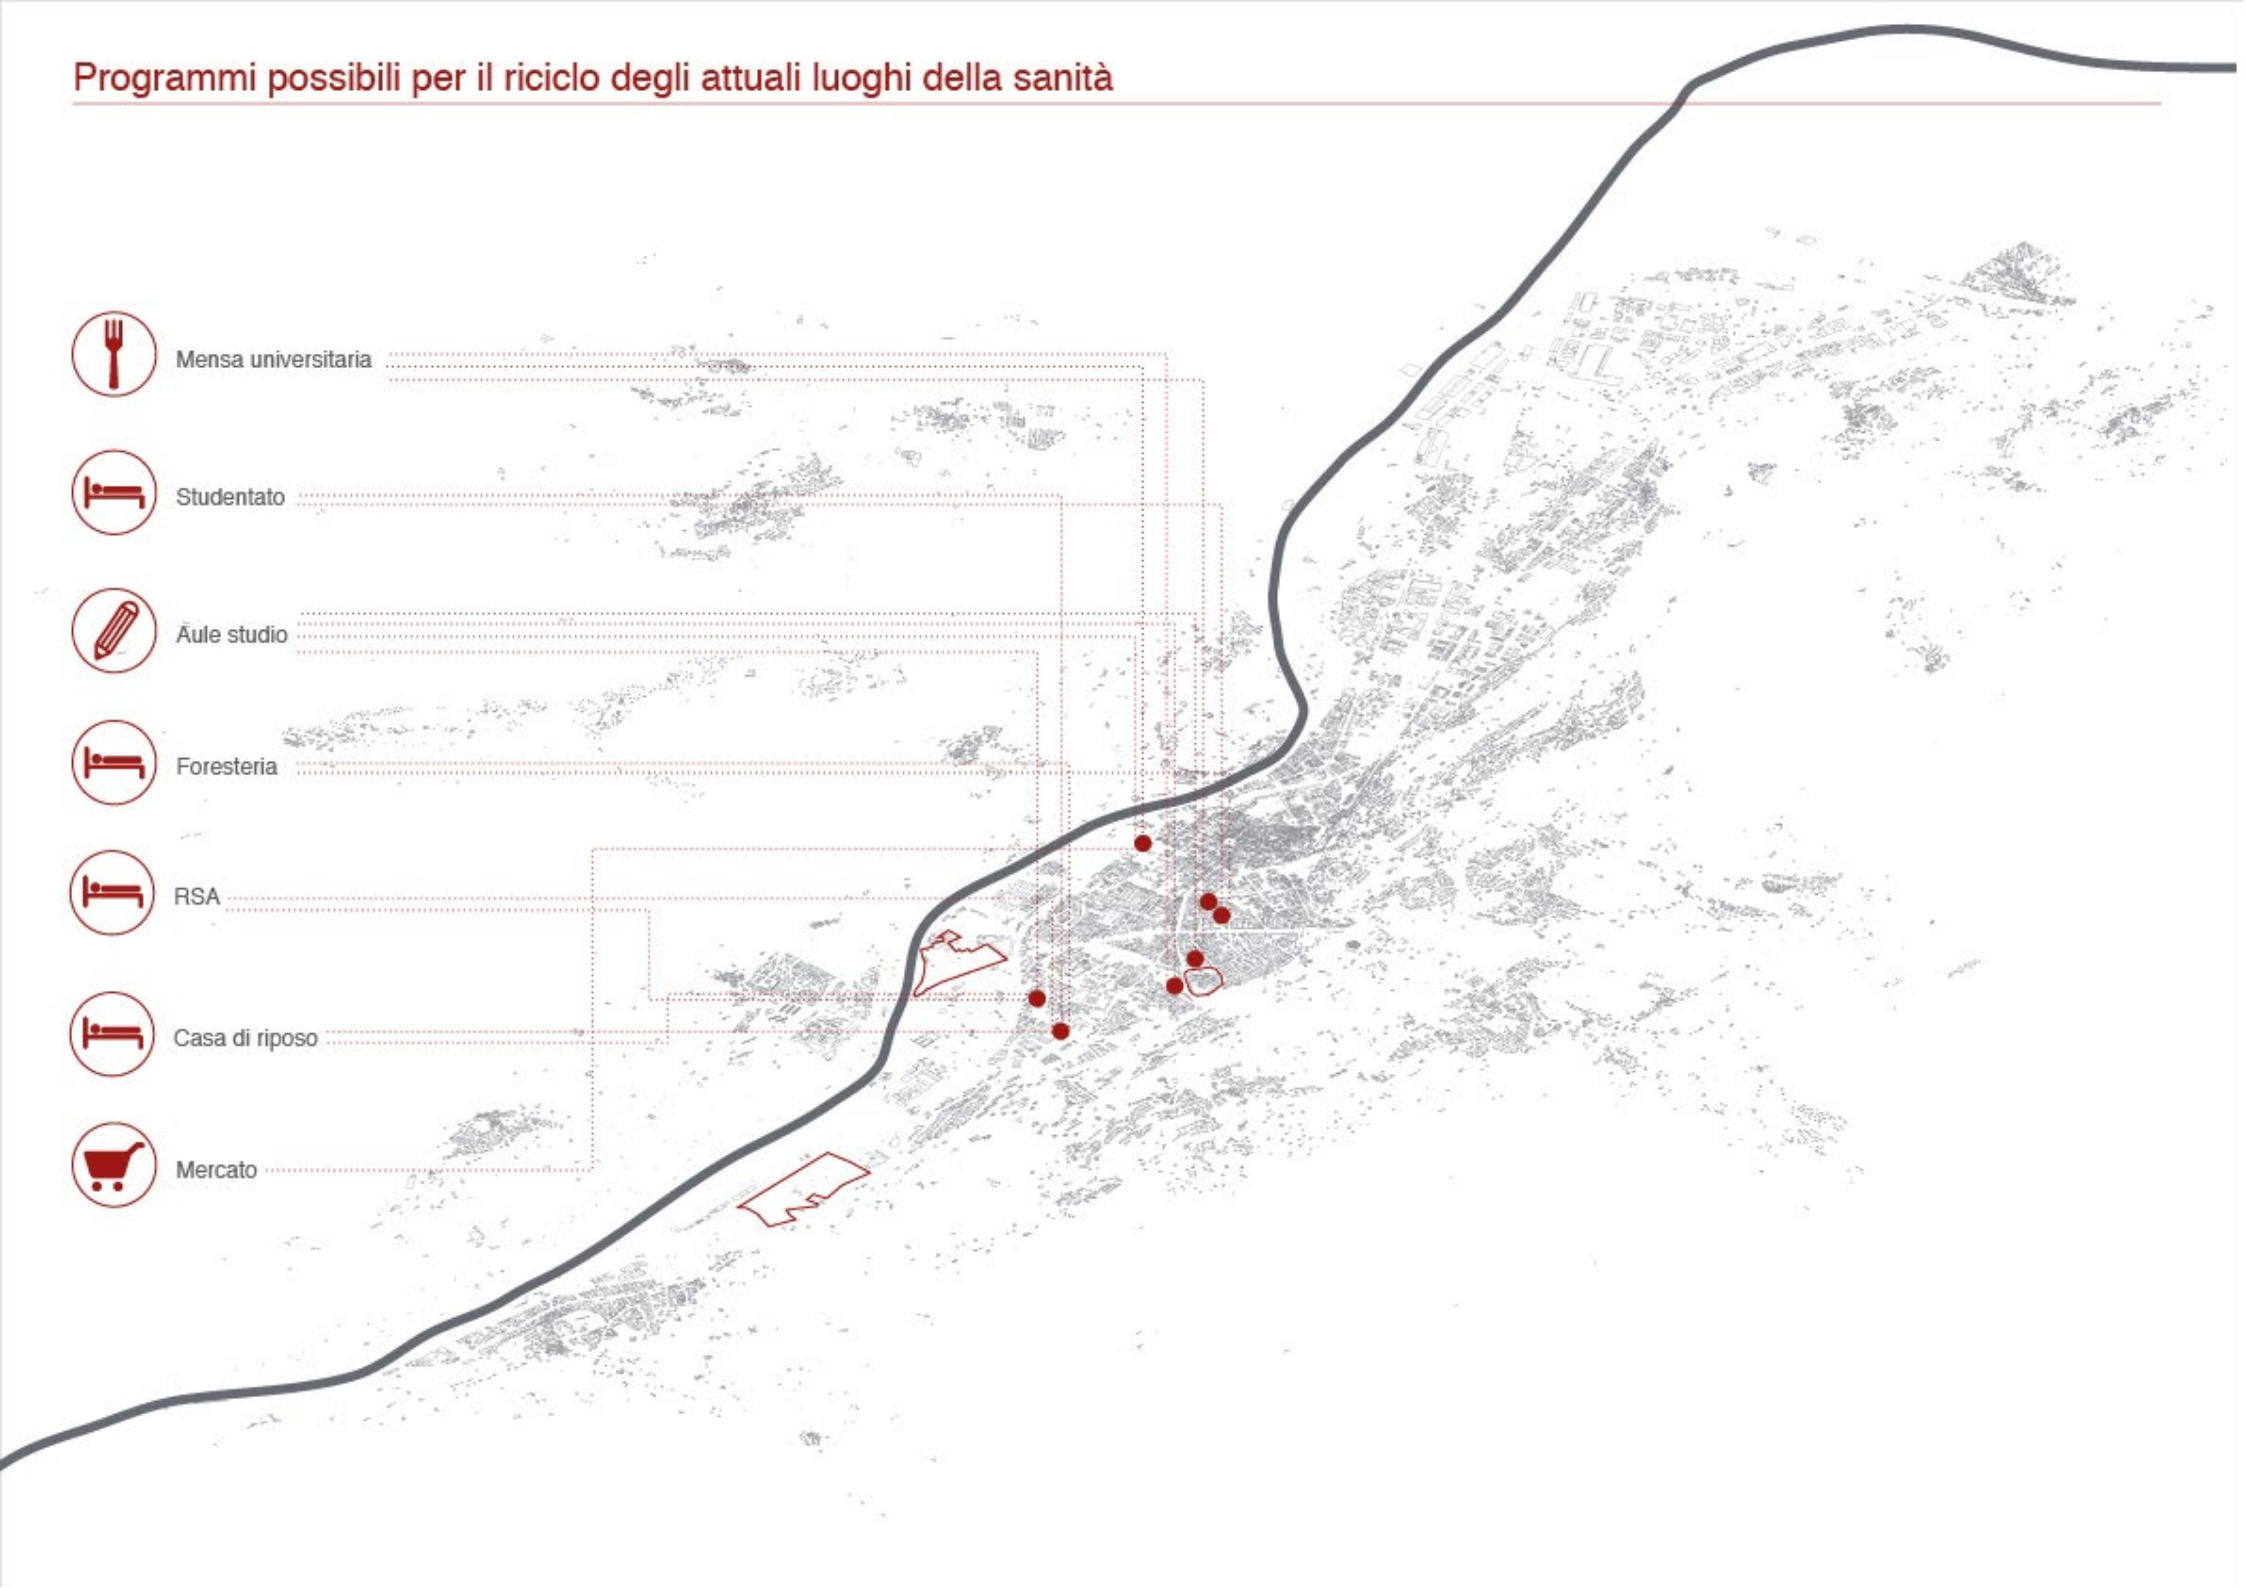 Programmi possibili per il riciclo degli attuali luoghi della sanità
Mensa universitaria
Studentato
Aule studio
Foresteria
RSA
Casa di riposo
Mercato